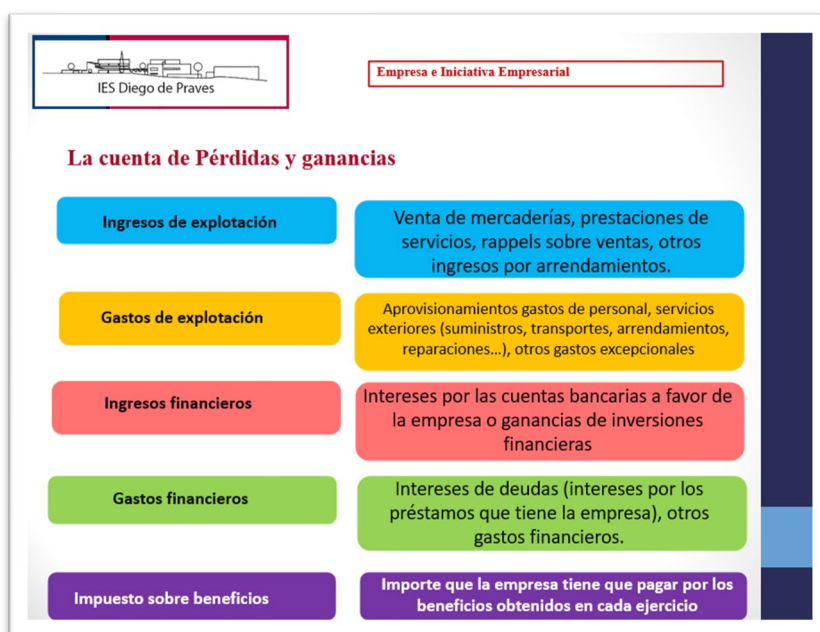 IES Diego de Praves
Empresa e Iniciativa Empresarial
La cuenta de Pérdidas y ganancias
Ingresos de explotación
Venta de mercaderías, prestaciones de
servicios, rappels sobre ventas, otros
ingresos por arrendamientos.
Gastos de explotación
Aprovisionamientos gastos de personal, servicios
exteriores (suministros, transportes, arrendamientos,
reparaciones...), otros gastos excepcionales
Ingresos financieros
Intereses por las cuentas bancarias a favor de
la empresa o ganancias de inversiones
financieras
Gastos financieros
Intereses de deudas (intereses por los
préstamos que tiene la empresa), otros
gastos financieros.
Impuesto sobre beneficios
Importe que la empresa tiene que pagar por los
beneficios obtenidos en cada ejercicio